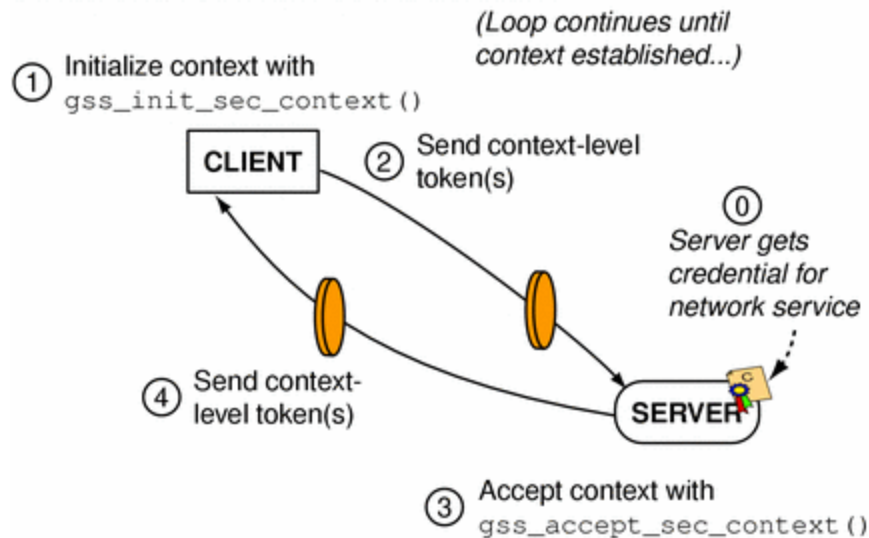 (Loop continues until
context established...)
1 Initialize context with
gss_init_sec_context()
CLIENT
2 Send context-level
token(s)
0
Server gets
credential for
network service
4 Send context-
level token(s)
C
SERVER
3 Accept context with
gss_accept_sec_context()